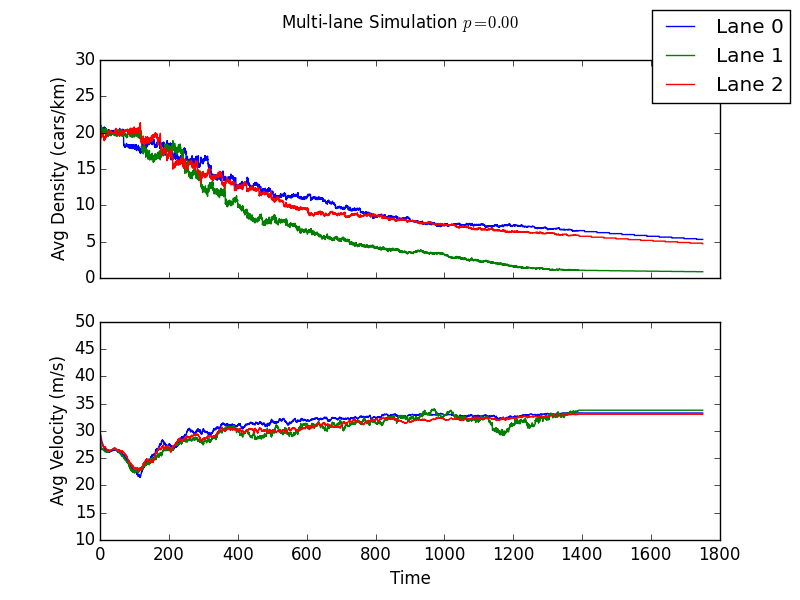 Multi-lane Simulation p=0.00
Lane 0
Lane 1
Lane 2
Avg Density (cars/km)
30
25
20
15
10
5
0
Avg Velocity (m/s)
50
45
40
35
30
25
20
15
10
0 200 400 600 800 1000 1200 1400 1600 1800
Time